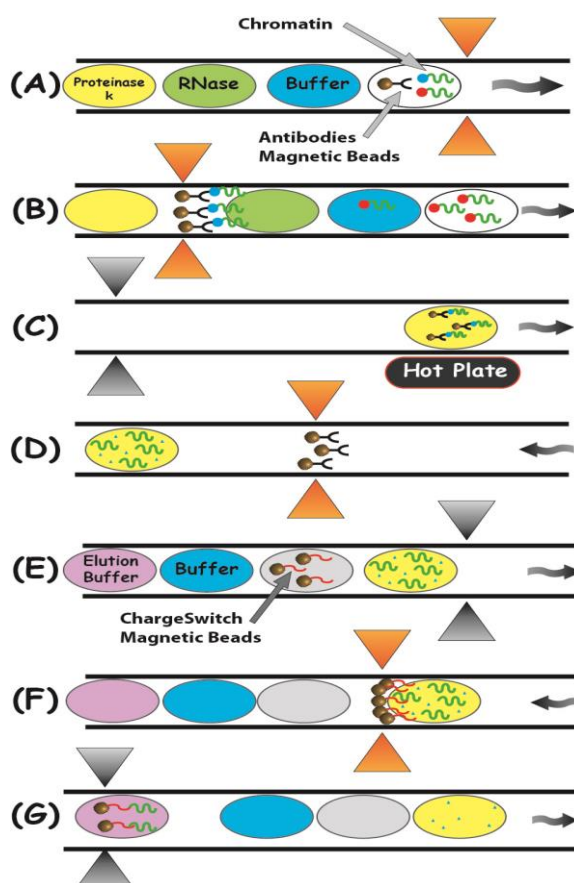 Chromatin
(A)
Proteinase
k
RNase
Buffer
Antibodies
Magnetic Beads
(B)
(C)
Hot Plate
(D)
(E)
Elution
Buffer
Buffer
ChargeSwitch
Magnetic Beads
(F)
(G)